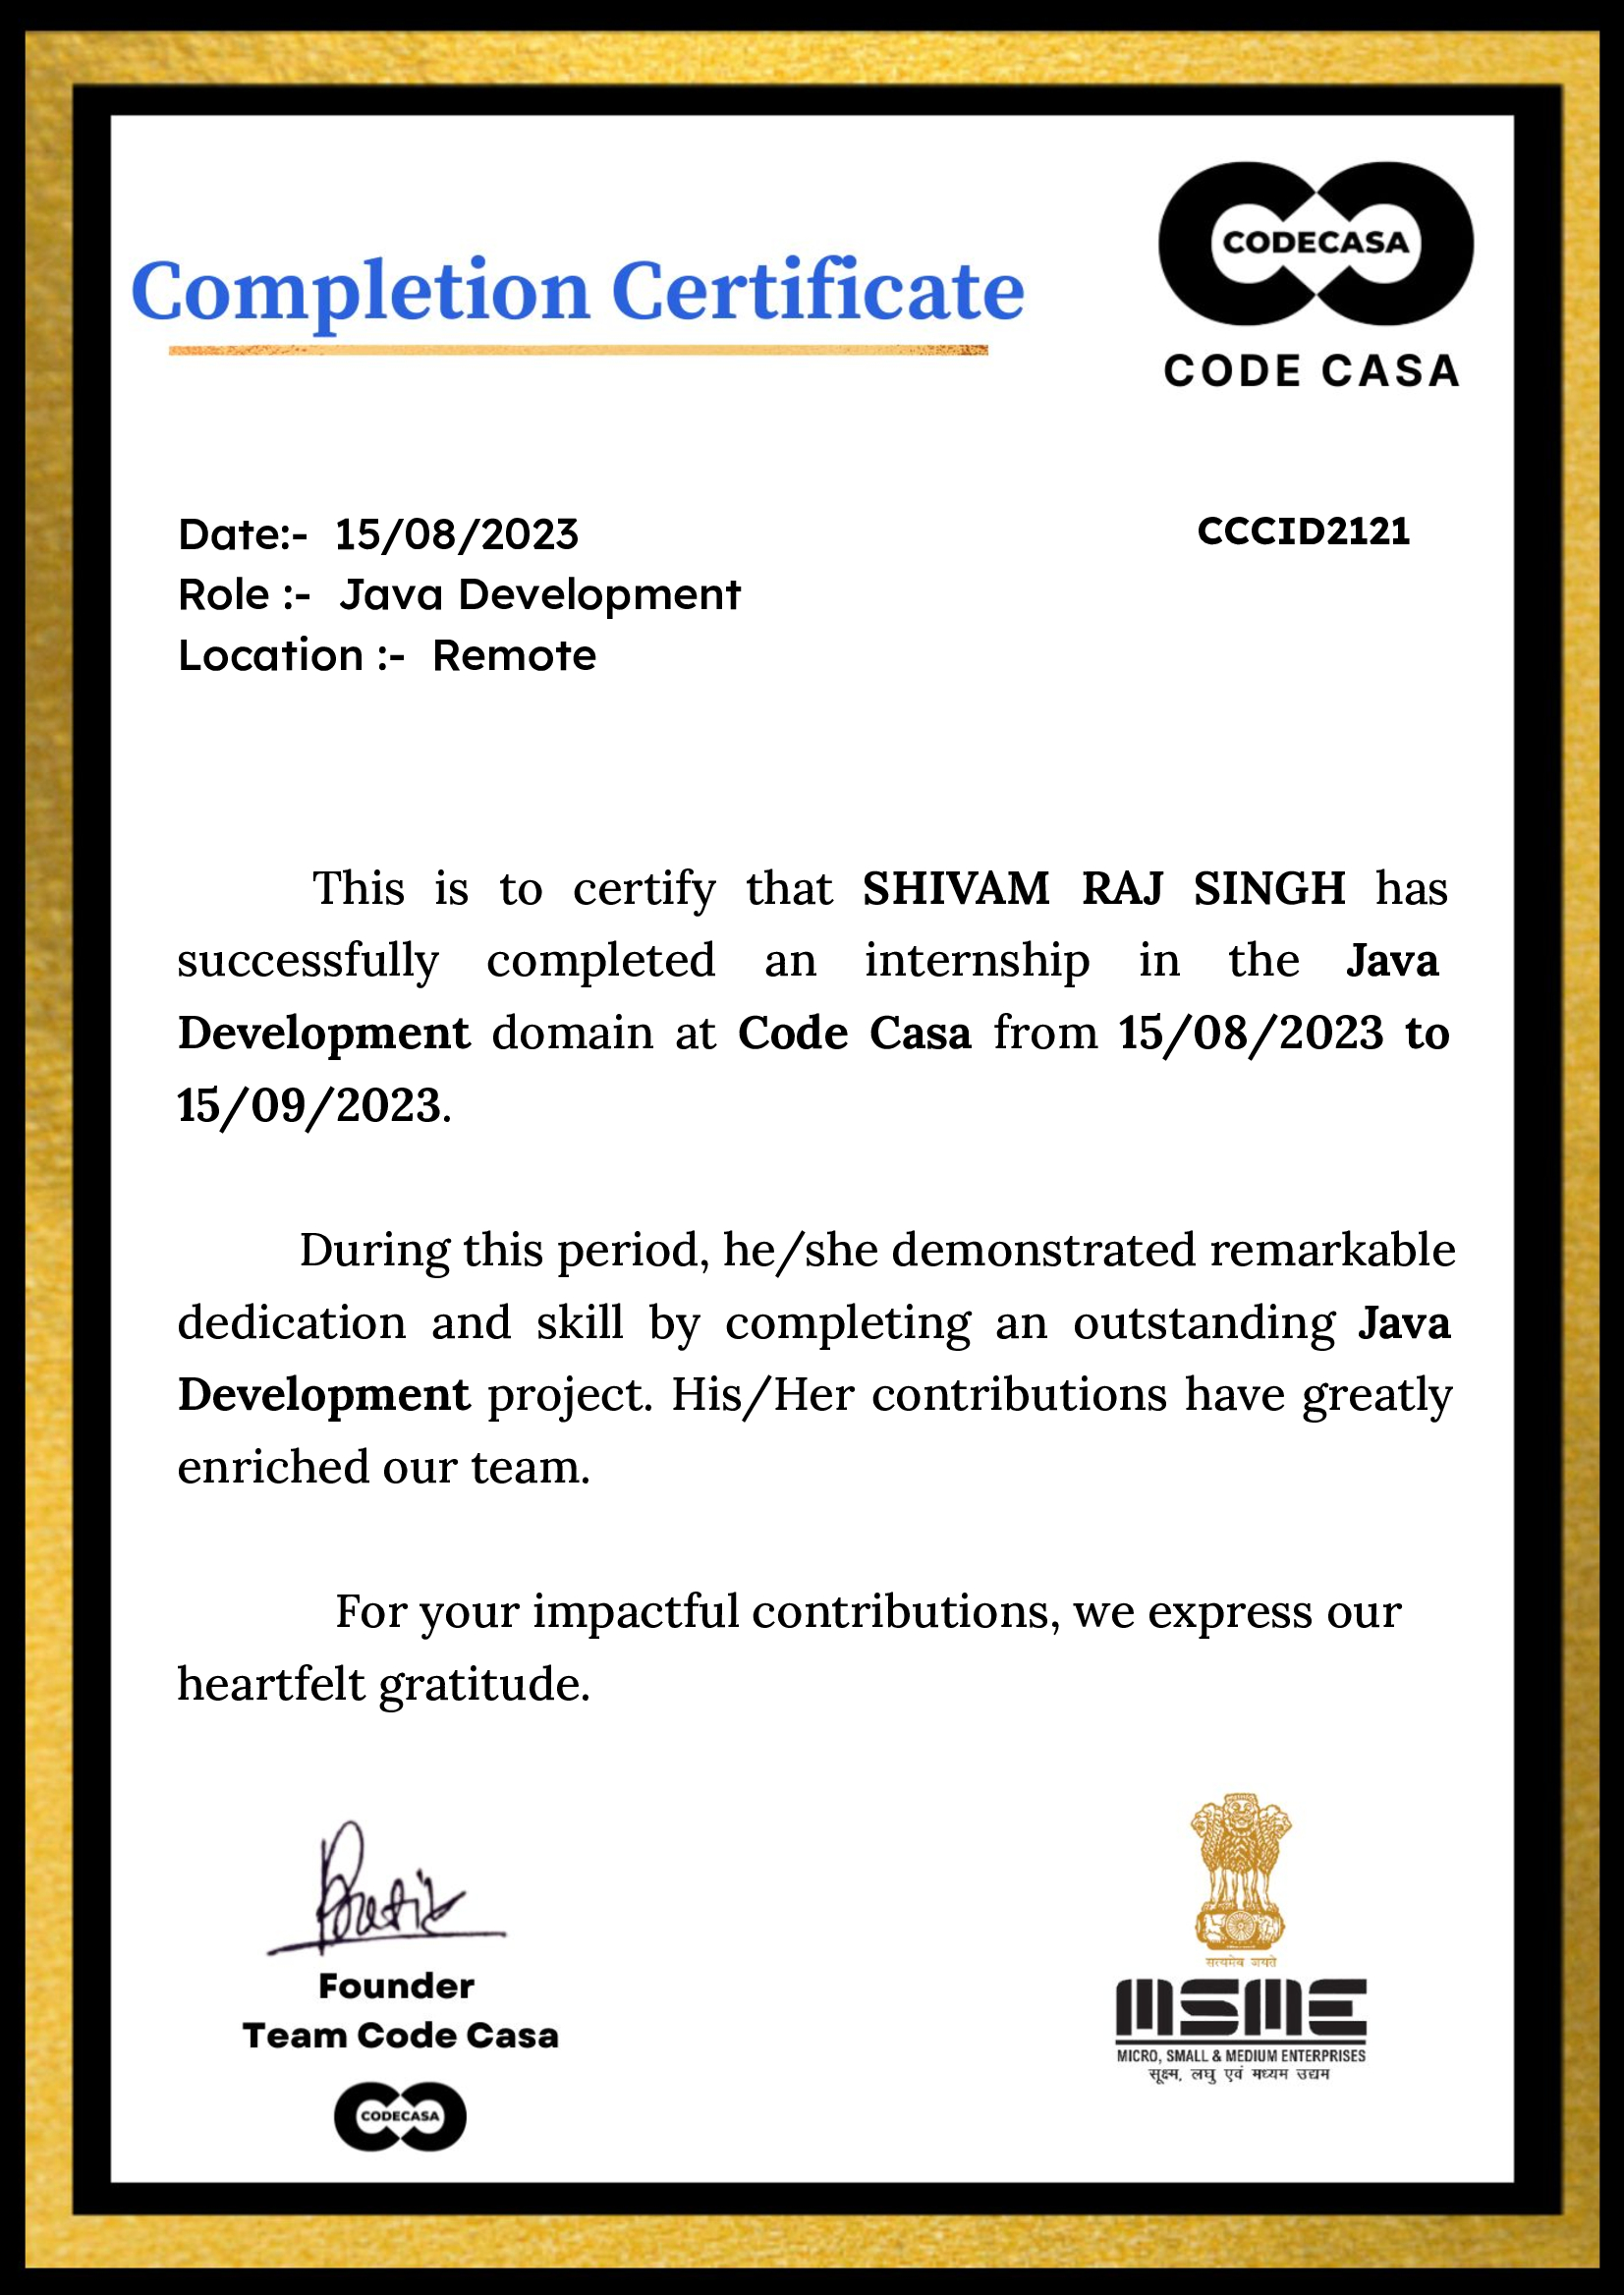 CODECASA
Completion Certificate
CODE CASA
Date:- 15/08/2023
CCCID2121
Role :- Java Development
Location :- Remote
This is to certify that SHIVAM RAJ SINGH has
successfully completed an internship in the Java
Development domain at Code Casa from 15/08/2023 to
15/09/2023.
During this period, he/she demonstrated remarkable
dedication and skill by completing an outstanding Java
Development project. His/Her contributions have greatly
enriched our team.
For your impactful contributions, we express our
heartfelt gratitude.
Founder
Team Code Casa
CODECASA
सत्यमेव जयते
MSME
MICRO, SMALL & MEDIUM ENTERPRISES
सूक्ष्म, लघु एवं मध्यम उद्यम